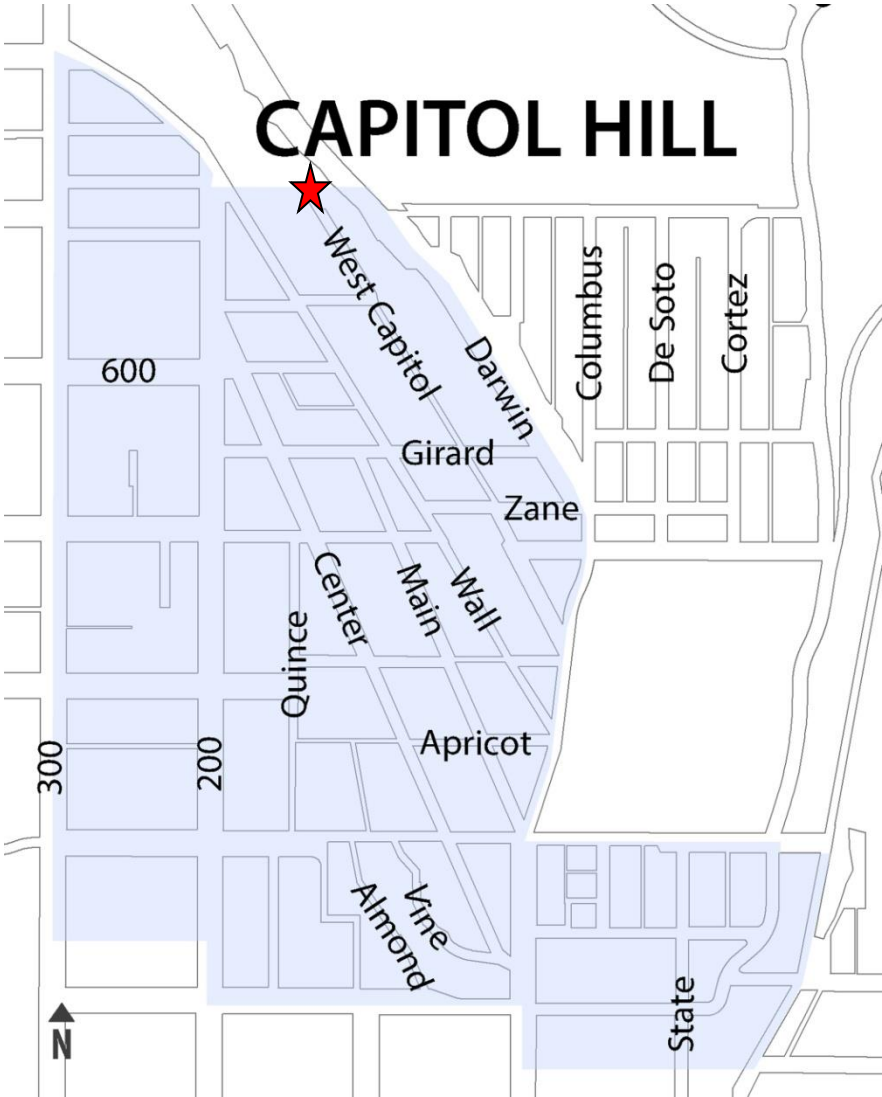 CAPITOL HILL
West Capitol
Darwin
Columbus
De Soto
Cortez
600
Girard
Zane
Center
Main
Wall
Quince
Apricot
300
200
Almond
Vine
State
N